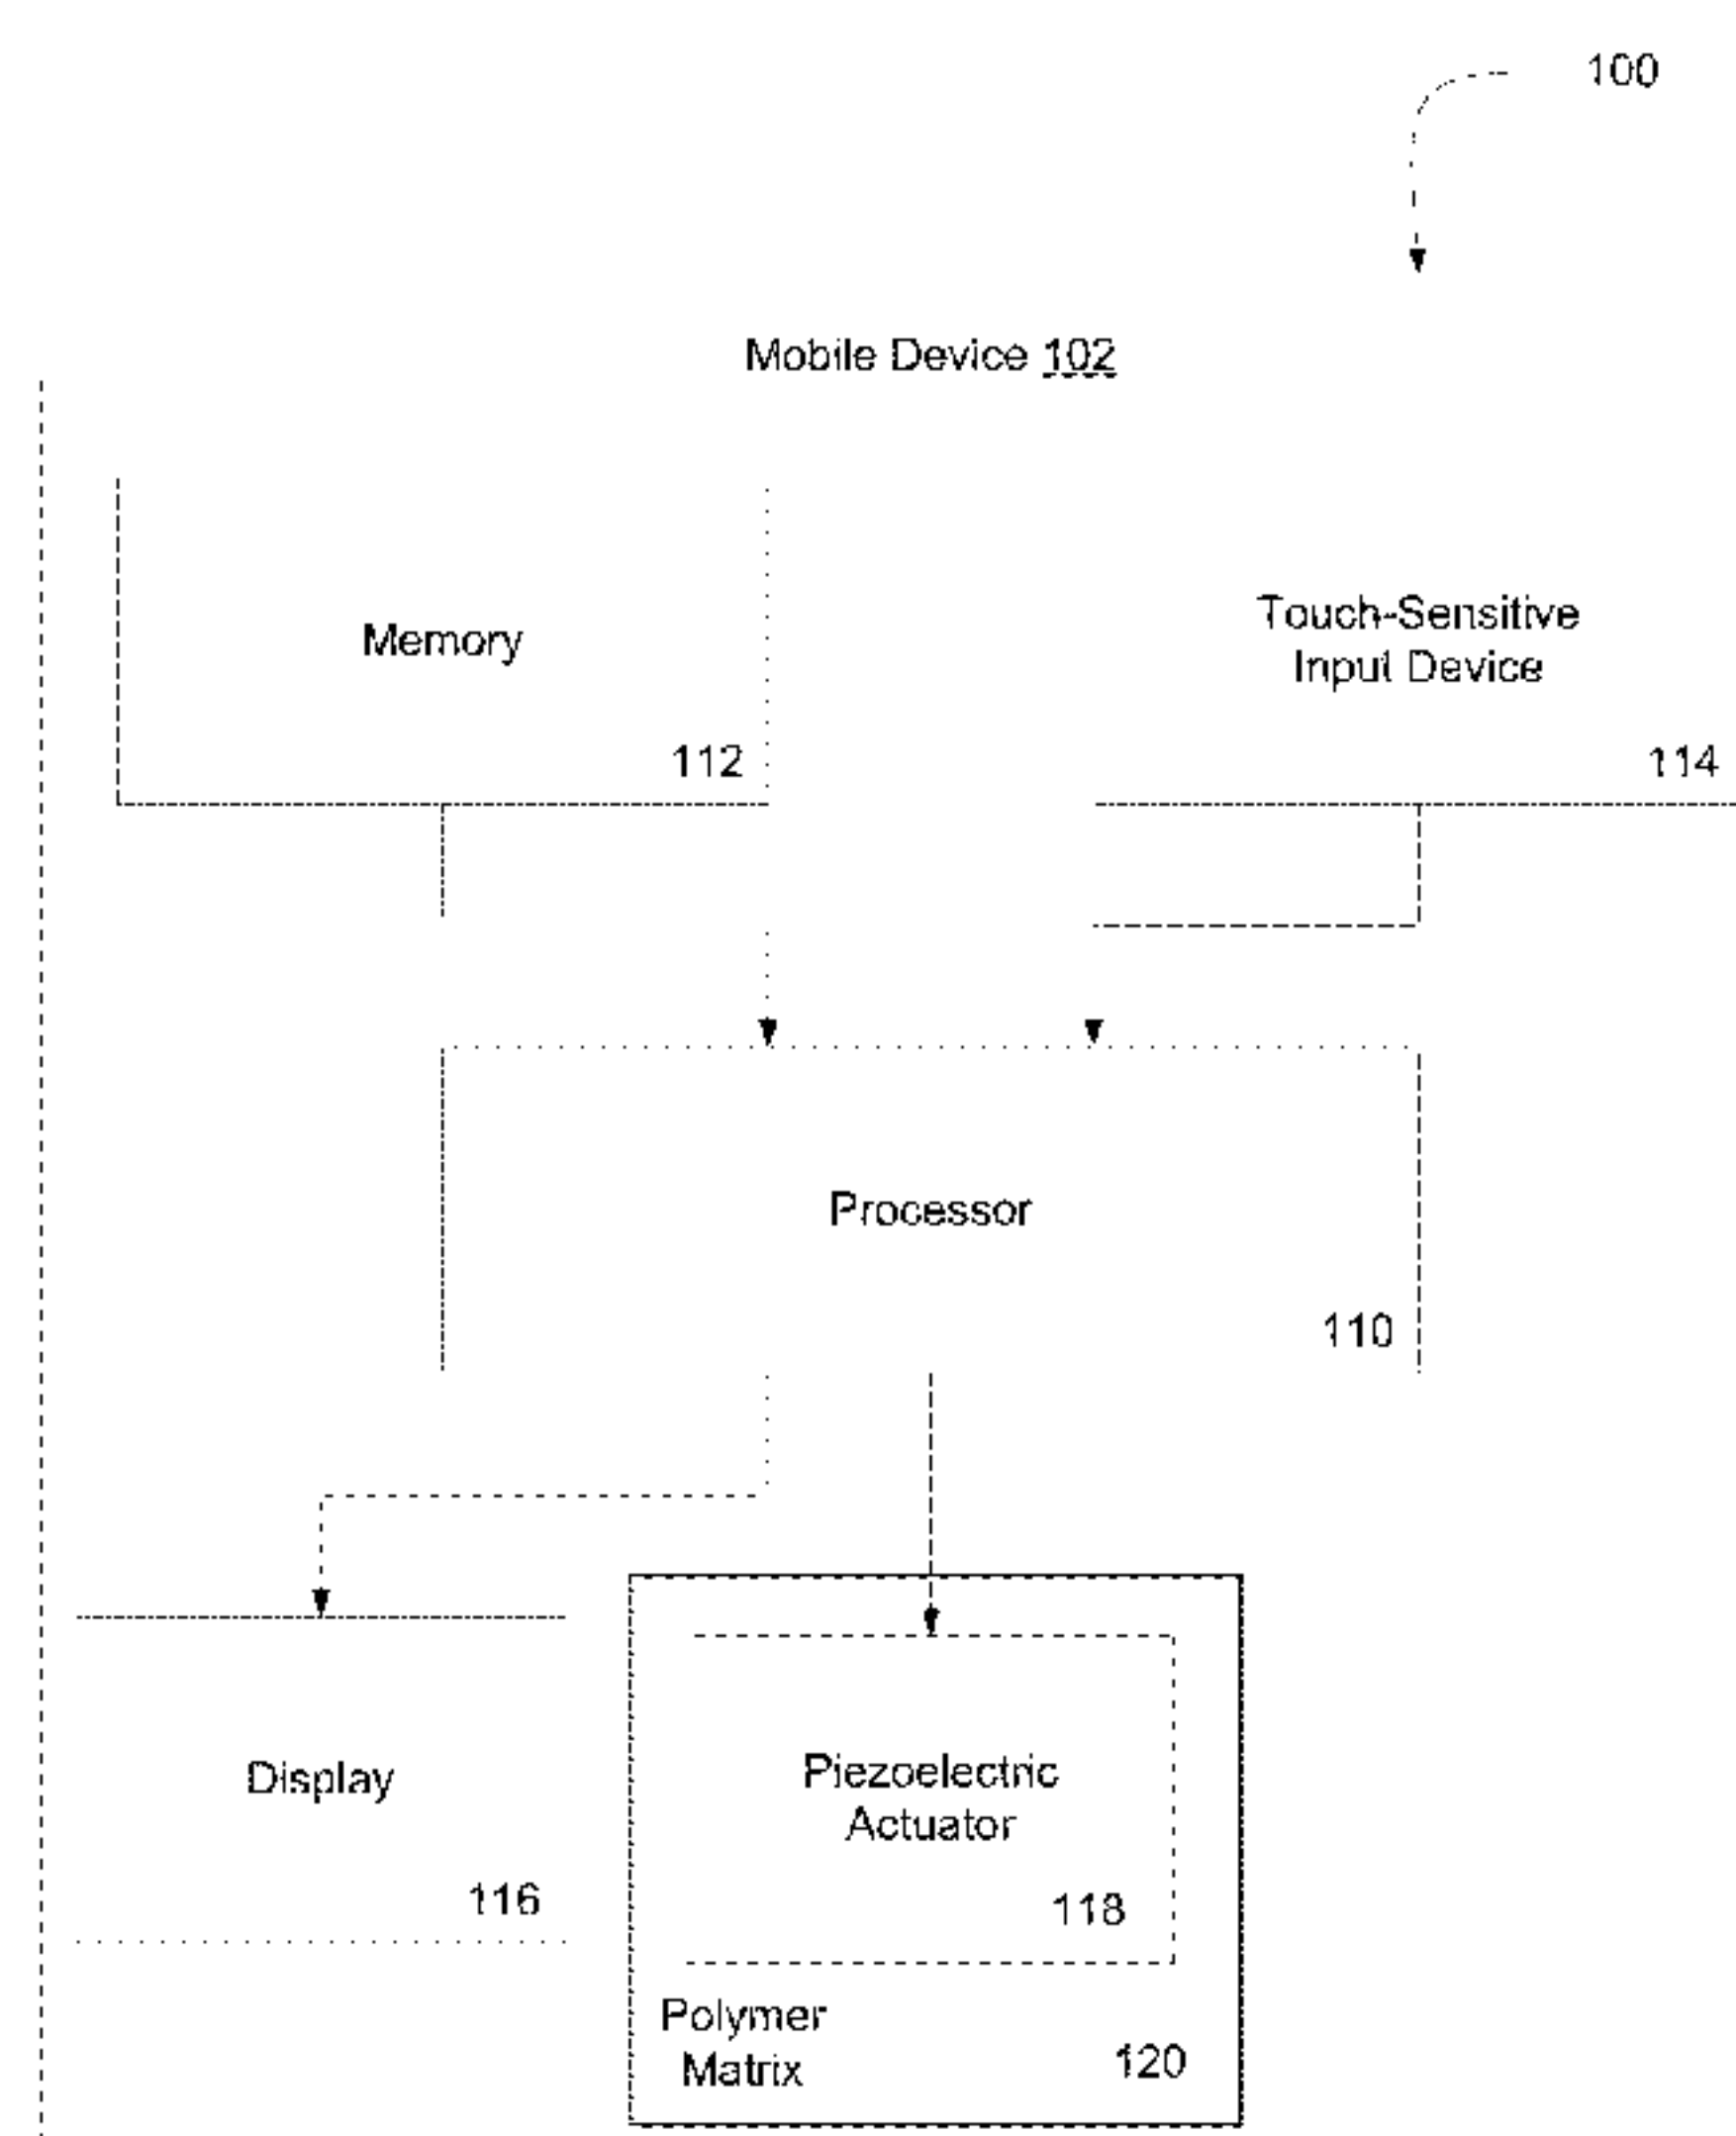 100
Mobile Device 102
Memory
112
Touch-Sensitive
Input Device
114
Processor
110
Display
116
Piezoelectric
Actuator
118
Polymer
Matrix
120